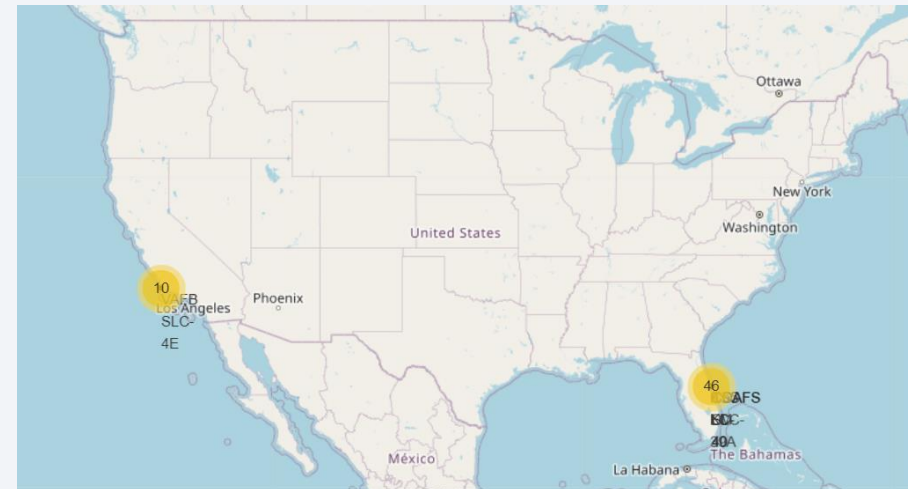 Ottawa
New York
Washington
United States
10
VAFB
Los Angeles
SLC-
4E
Phoenix
46
The Bahamas
México
La Habana